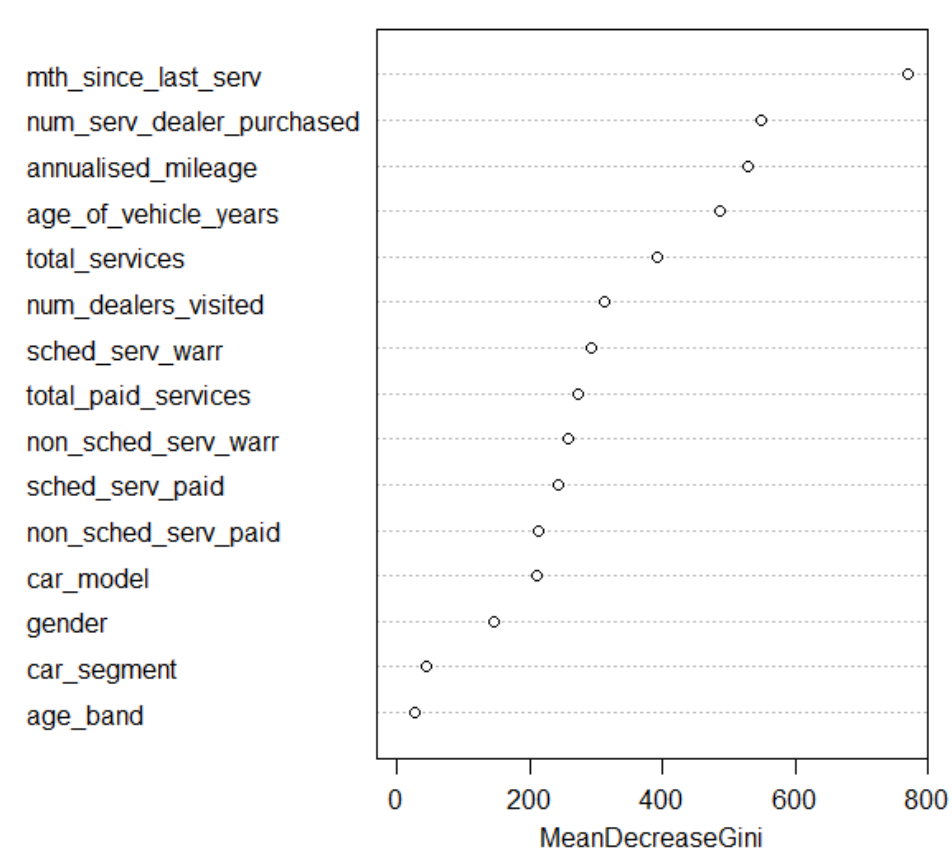 mth_since_last_serv
num_serv_dealer_purchased
annualised_mileage
age_of_vehicle_years
total_services
num_dealers_visited
sched_serv_warr
total_paid_services
non_sched_serv_warr
sched_serv_paid
non_sched_serv_paid
car_model
gender
car_segment
age_band
0 200 400 600 800
MeanDecreaseGini